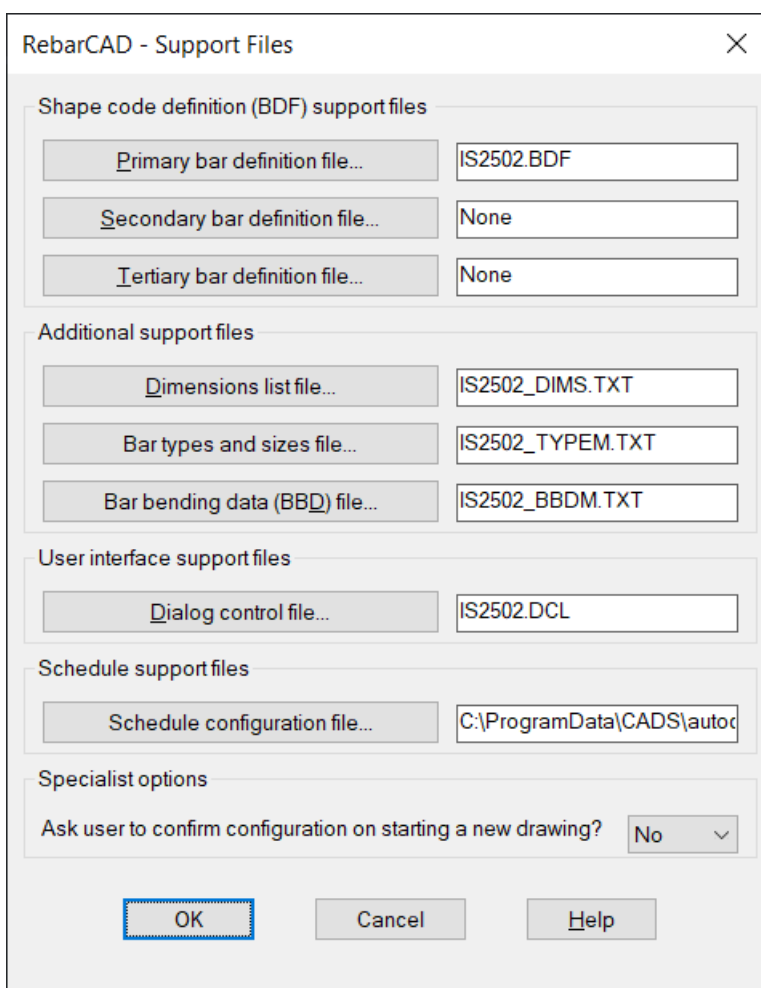 RebarCAD - Support Files
Shape code definition (BDF) support files
Primary bar definition file... IS2502.BDF
Secondary bar definition file... None
Tertiary bar definition file... None
Additional support files
Dimensions list file... IS2502_DIMS.TXT
Bar types and sizes file... IS2502_TYPEM.TXT
Bar bending data (BBD) file... IS2502_BBDM.TXT
User interface support files
Dialog control file... IS2502.DCL
Schedule support files
Schedule configuration file... C:\ProgramData\CADS\autoc
Specialist options
Ask user to confirm configuration on starting a new drawing? No
OK Cancel Help